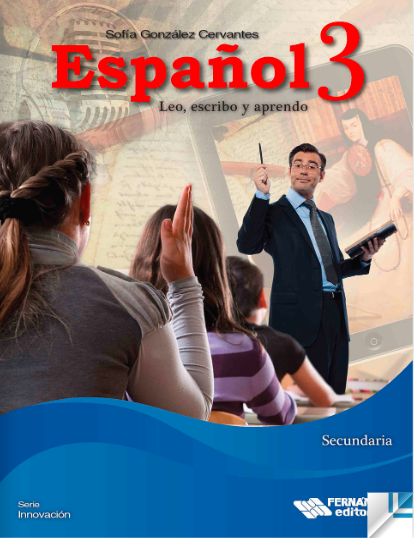 Sofía González Cervantes
Español 3
Leo, escribo y aprendo
Secundaria
Serie
Innovación